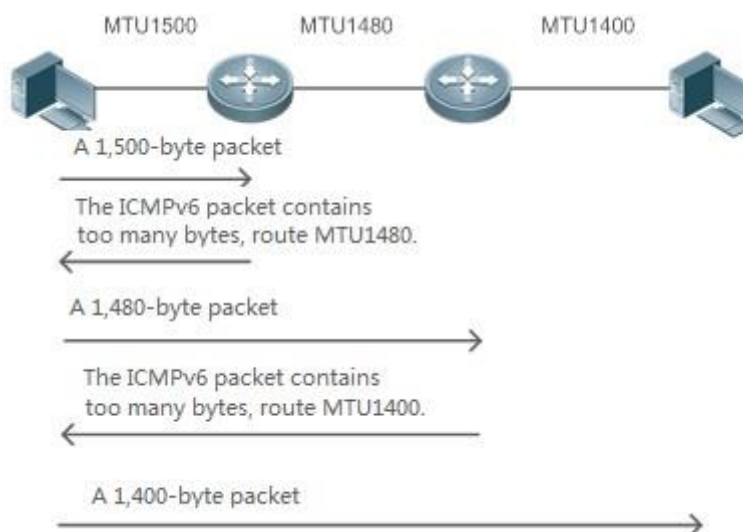 MTU1500 MTU1480 MTU1400
A 1,500-byte packet
The ICMPv6 packet contains
too many bytes, route MTU1480.
A 1,480-byte packet
The ICMPv6 packet contains
too many bytes, route MTU1400.
A 1,400-byte packet